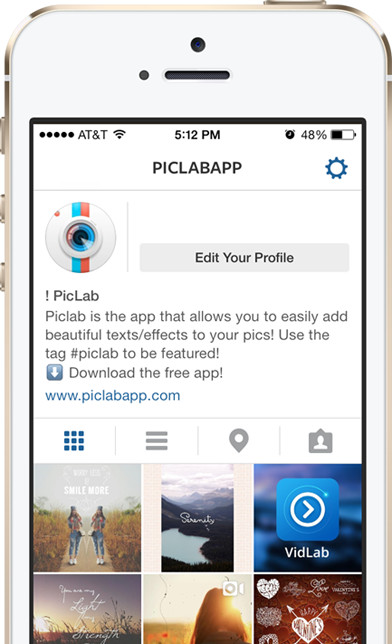 AT&T 5:12 PM 48%
PICLABAPP
Edit Your Profile
! PicLab
Piclab is the app that allows you to easily add
beautiful texts/effects to your pics! Use the
tag #piclab to be featured!
Download the free app!
www.piclabapp.com
SMILE MORE
Serenity
VidLab
You are my
Light
HAPPY
VALENTINE'S